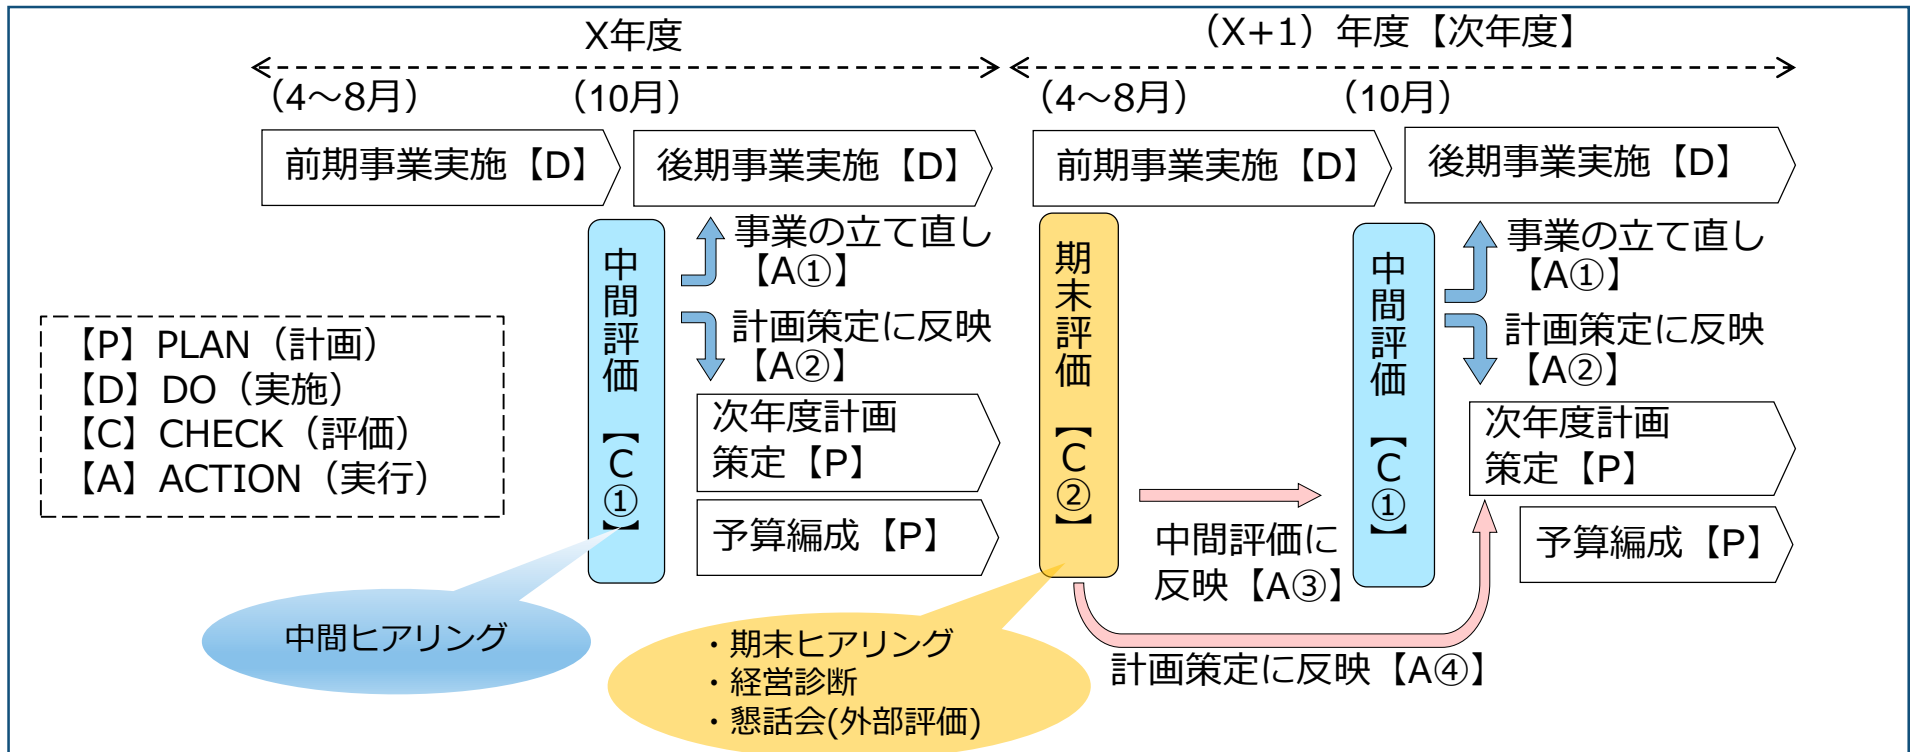 X年度
（X+1）年度【次年度】
（4～8月）
（10月）
（4～8月）
（10月）
前期事業実施【D】
後期事業実施【D】
前期事業実施【D】
後期事業実施【D】
中間評価【C①】
事業の立て直し
【A①】
計画策定に反映
【A②】
次年度計画
策定【P】
予算編成【P】
期末評価【C②】
中間評価に
反映【A③】
中間評価【C①】
事業の立て直し
【A①】
計画策定に反映
【A②】
次年度計画
策定【P】
予算編成【P】
計画策定に反映【A④】
【P】PLAN（計画）
【D】DO（実施）
【C】CHECK（評価）
【A】ACTION（実行）
中間ヒアリング
・期末ヒアリング
・経営診断
・懇話会(外部評価)